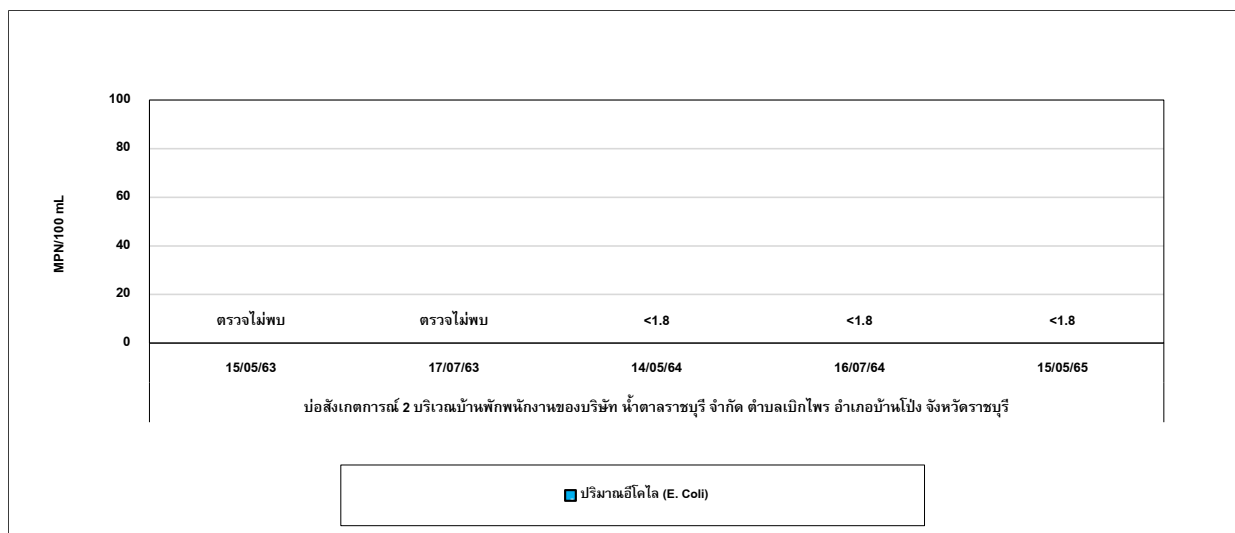 100
80
60
40
20
0
MPN/100 mL
ตรวจไม่พบ ตรวจไม่พบ <1.8 <1.8 <1.8
15/05/63 17/07/63 14/05/64 16/07/64 15/05/65
บ่อสังเกตการณ์ 2 บริเวณบ้านพักพนักงานของบริษัท น้ำตาลราชบุรี จำกัด ตำบลเบิกไพร อำเภอบ้านโป่ง จังหวัดราชบุรี
ปริมาณอีโคไล (E. Coli)